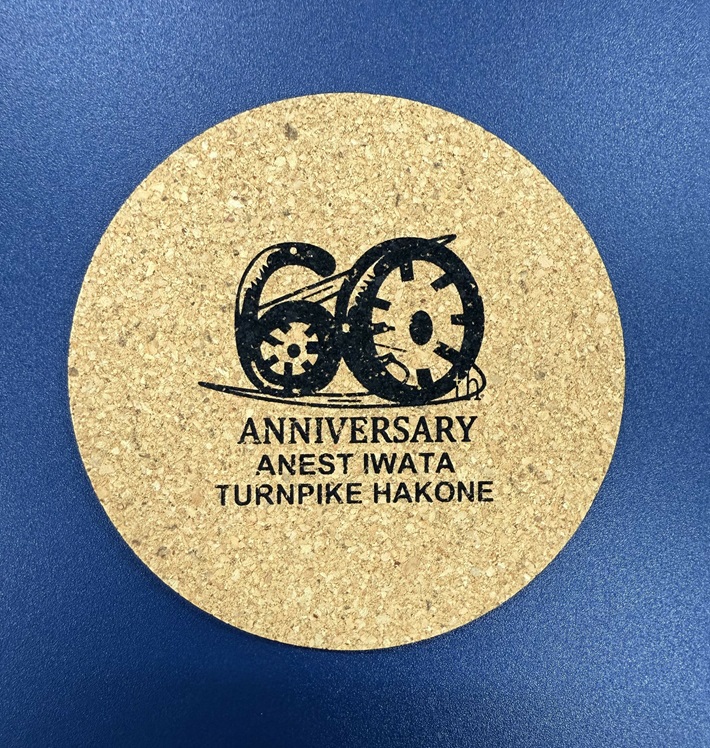 60th
ANNIVERSARY
ANEST IWATA
TURNPIKE HAKONE